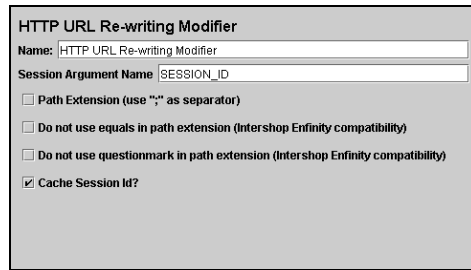 HTTP URL Re-writing Modifier
Name: HTTP URL Re-writing Modifier
Session Argument Name SESSION_ID
Path Extension (use ";" as separator)
Do not use equals in path extension (Intershop Enfinity compatibility)
Do not use questionmark in path extension (Intershop Enfinity compatibility)
Cache Session Id?